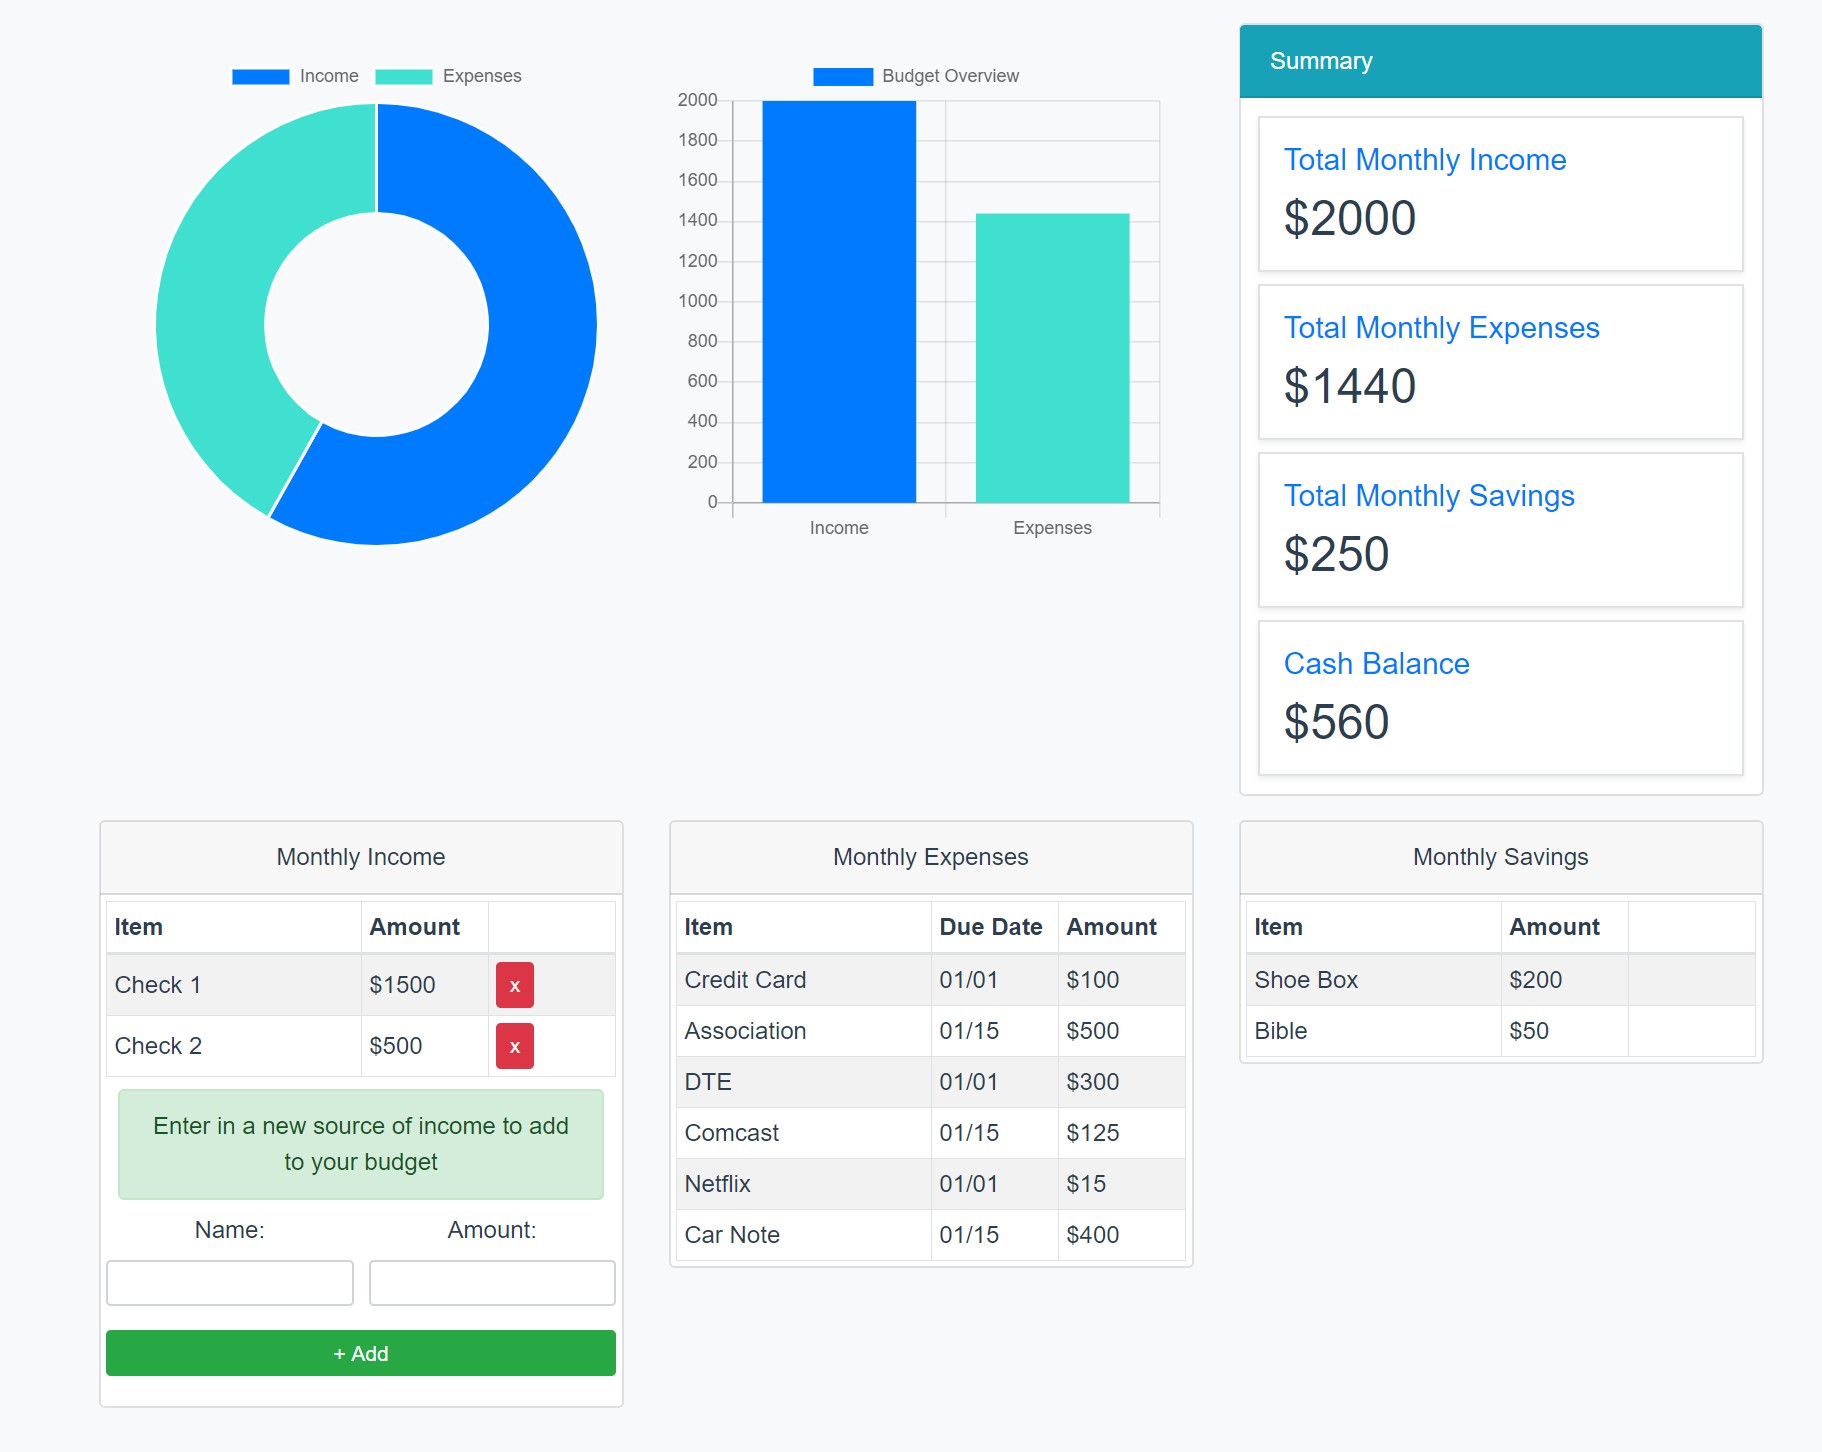 Income Expenses
Budget Overview
2000
1800
1600
1400
1200
1000
800
600
400
200
0
Income Expenses
Summary
Total Monthly Income
$2000
Total Monthly Expenses
$1440
Total Monthly Savings
$250
Cash Balance
$560
Monthly Income
Item Amount
Check 1 $1500 x
Check 2 $500 x
Enter in a new source of income to add
to your budget
Name: Amount:
+ Add
Monthly Expenses
Item Due Date Amount
Credit Card 01/01 $100
Association 01/15 $500
DTE 01/01 $300
Comcast 01/15 $125
Netflix 01/01 $15
Car Note 01/15 $400
Monthly Savings
Item Amount
Shoe Box $200
Bible $50